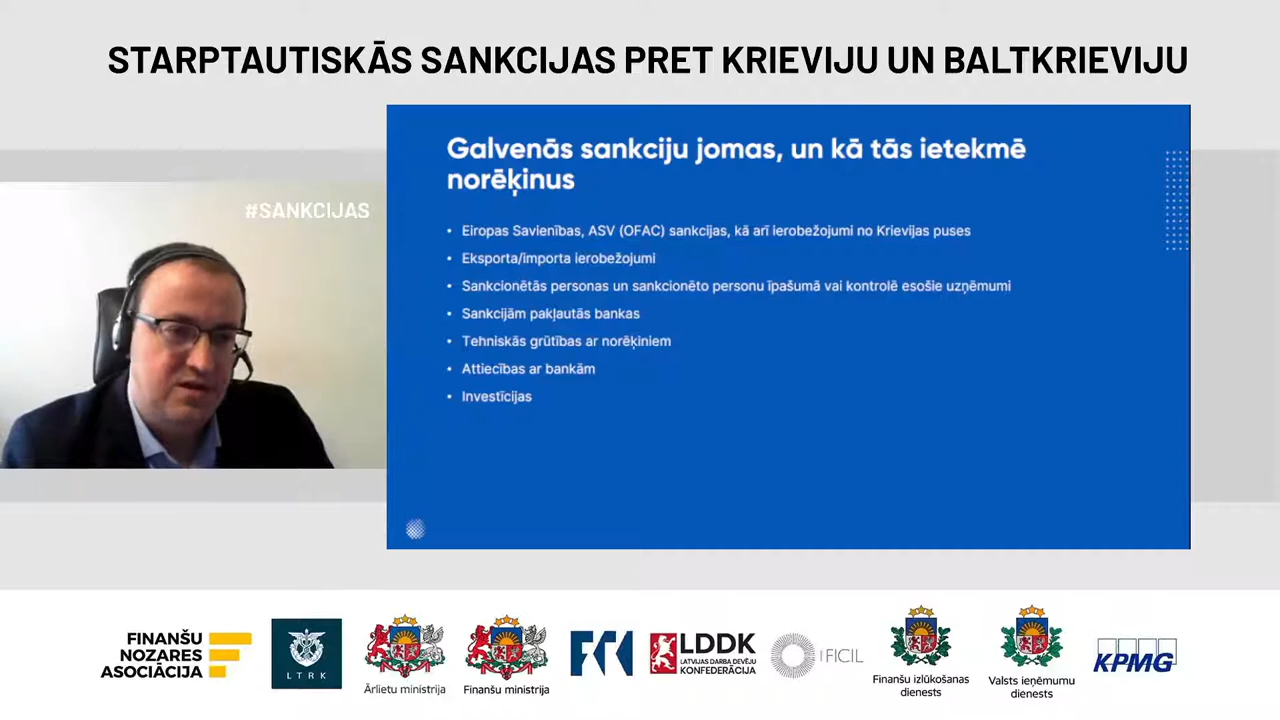 STARPTAUTISKĀS SANKCIJAS PRET KRIEVIJU UN BALTKRIEVIJU
#SANKCIJAS
Galvenās sankciju jomas, un kā tās ietekmē
norēķinus
• Eiropas Savienības, ASV (OFAC) sankcijas, kā arī ierobežojumi no Krievijas puses
• Eksporta/importa ierobežojumi
• Sankcionētās personas un sankcionēto personu īpašumā vai kontrolē esošie uzņēmumi
• Sankcijām pakļautās bankas
• Tehniskās grūtības ar norēķiniem
• Attiecības ar bankām
• Investīcijas
FINANŠU
NOZARES
ASOCIĀCIJA
LTRK
Ārlietu ministrija
Finanšu ministrija
LDDK
LATVIJAS DARBA DEVĒJU
KONFEDERĀCIJA
FICIL
Finanšu izlūkošanas
dienests
Valsts ieņēmumu
dienests
KPMG